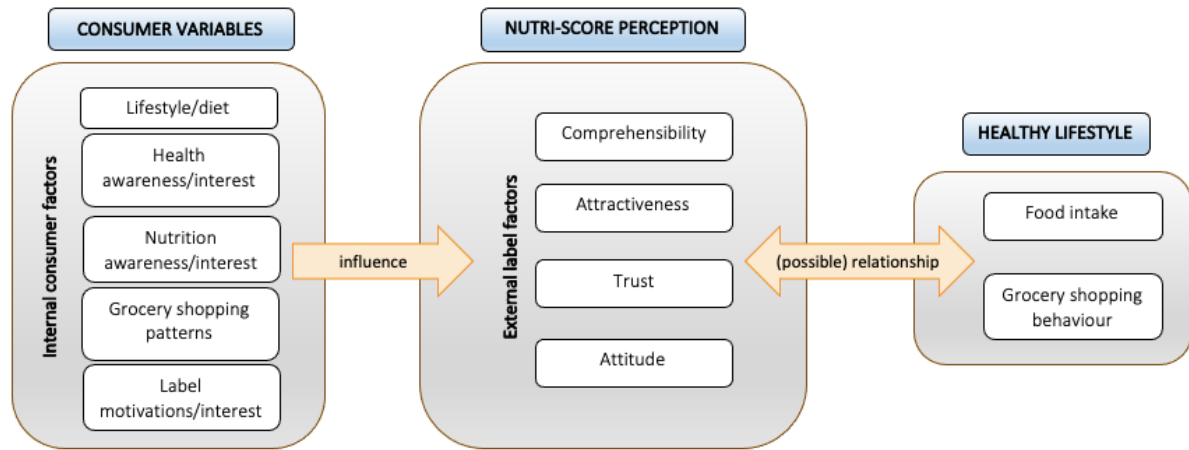 CONSUMER VARIABLES
Internal consumer factors
Lifestyle/diet
Health
awareness/interest
Nutrition
awareness/interest
Grocery shopping
patterns
Label
motivations/interest
influence
NUTRI-SCORE PERCEPTION
External label factors
Comprehensibility
Attractiveness
Trust
Attitude
(possible) relationship
HEALTHY LIFESTYLE
Food intake
Grocery shopping
behaviour